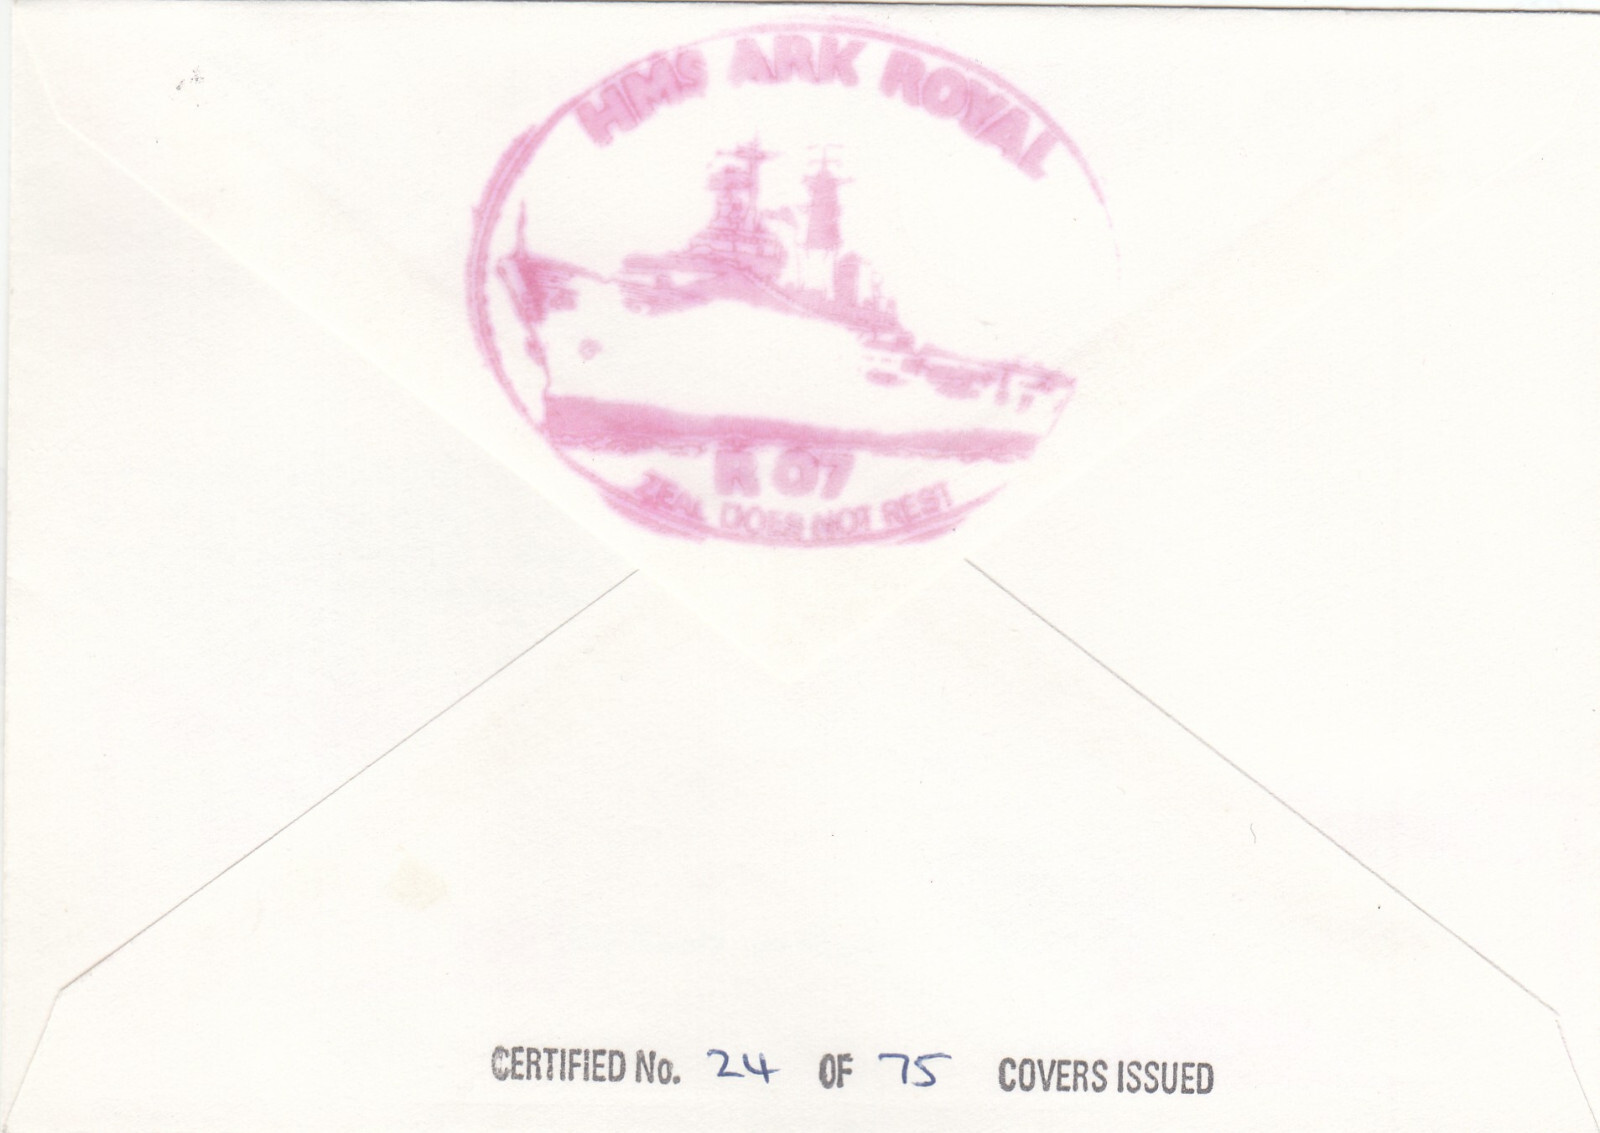 HMS ARK ROYAL
R 07
ZEAL DOES NOT REST
CERTIFIED No. 24 OF 75 COVERS ISSUED